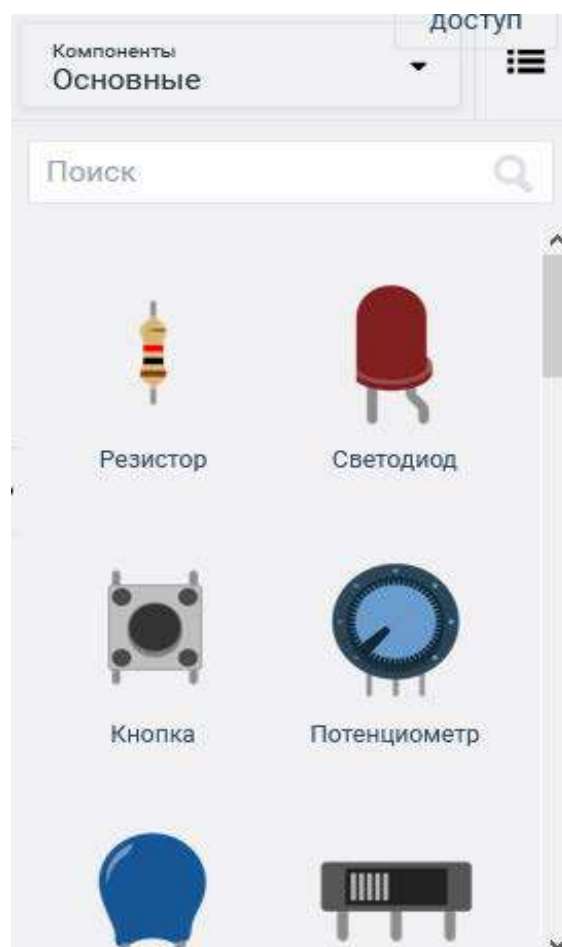 доступ
Компоненты
Основные
Поиск
Резистор
Светодиод
Кнопка
Потенциометр